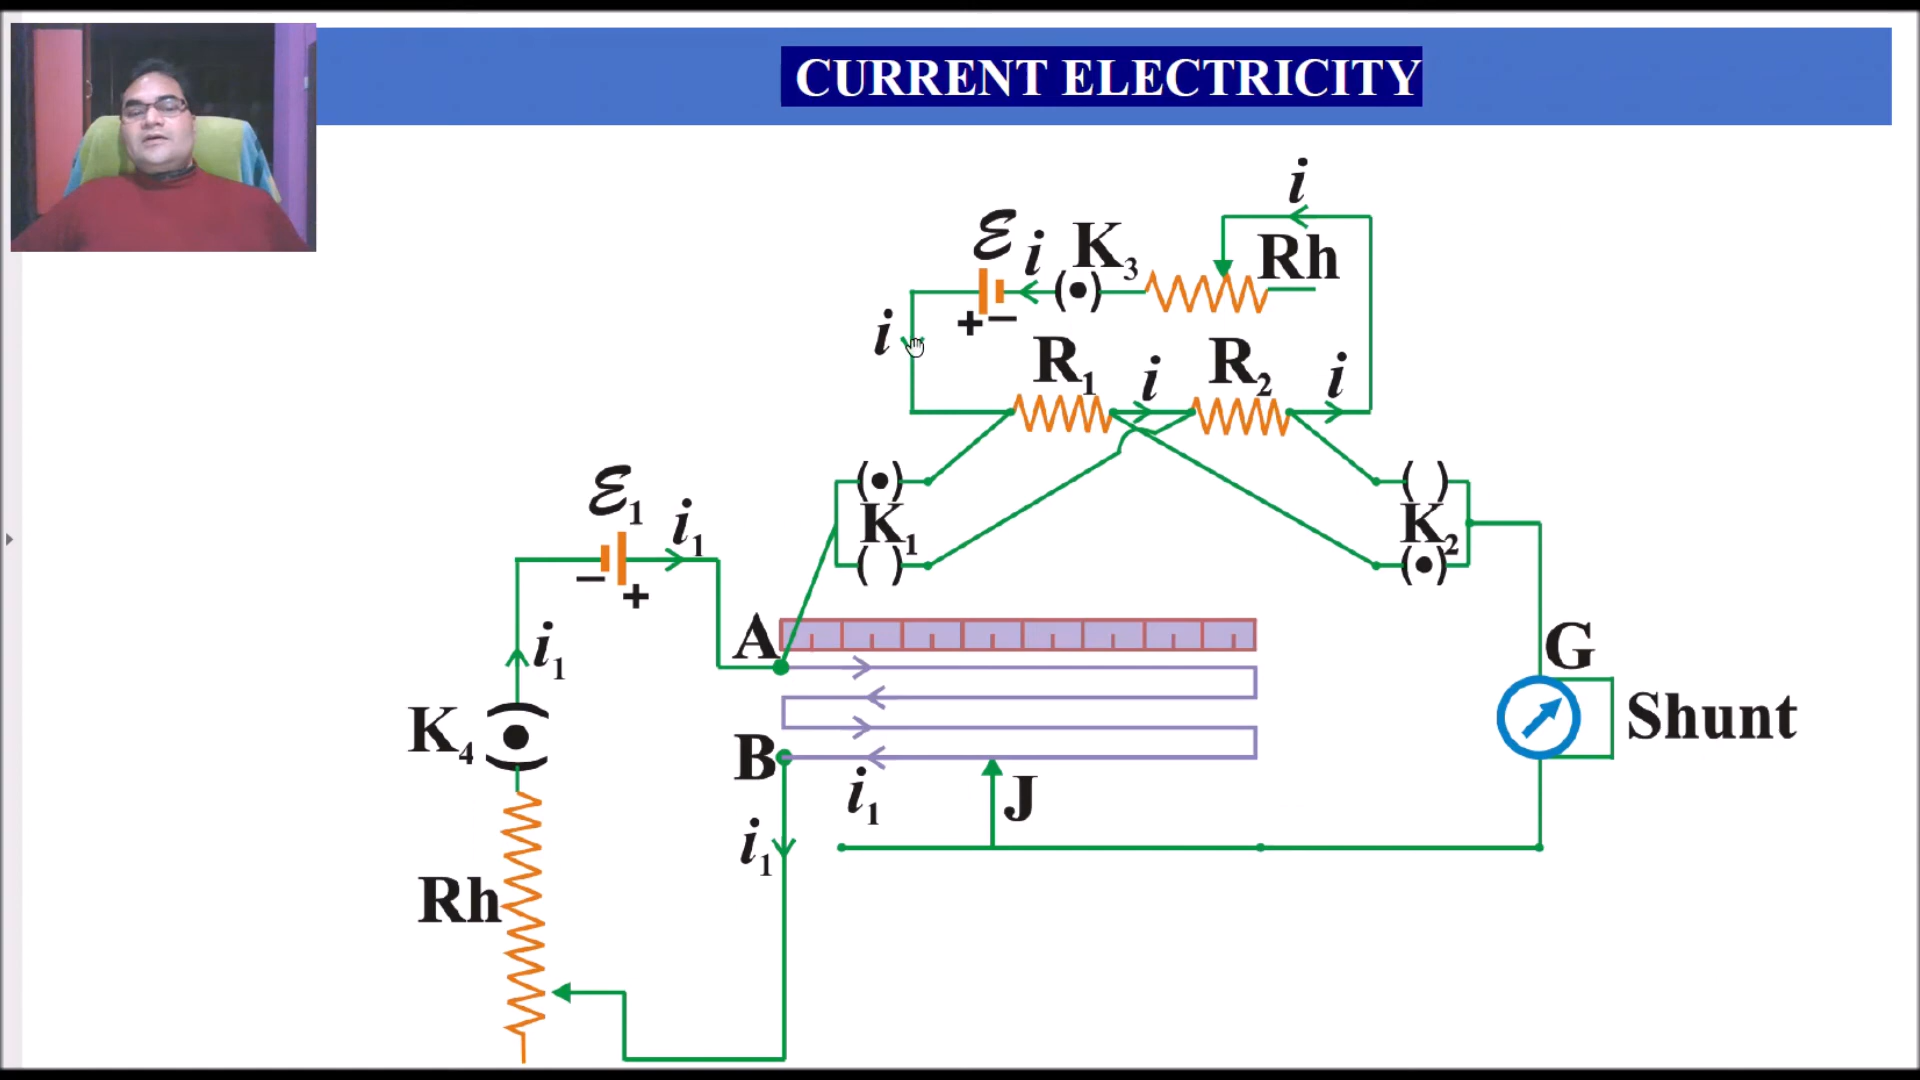 CURRENT ELECTRICITY
i
ℰ i K₃ Rh
+ −
i
R₁ i R₂ i
( • ) ( )
K₁ K₂
( ) ( • )
ℰ₁ i₁
− +
i₁
A
G
K₄
Shunt
B
i₁ J
i₁
Rh